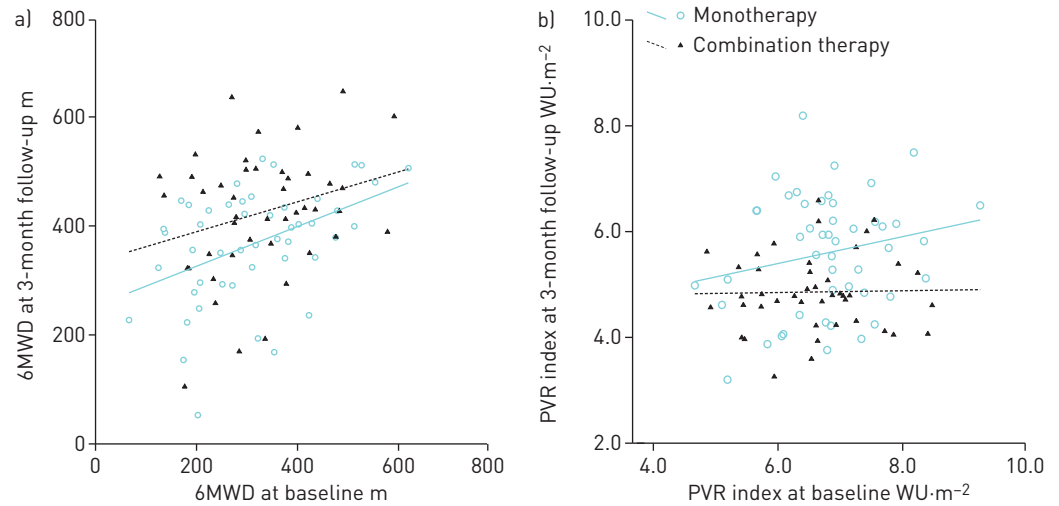 a)
800
600
400
200
0
0 200 400 600 800
6MWD at 3-month follow-up m
6MWD at baseline m
b)
Monotherapy
Combination therapy
10.0
8.0
6.0
4.0
2.0
4.0 6.0 8.0 10.0
PVR index at 3-month follow-up WU·m−2
PVR index at baseline WU·m−2